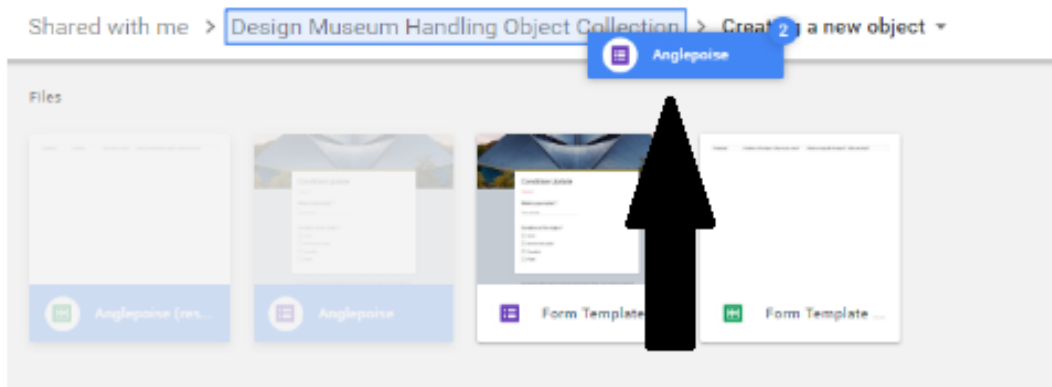 Shared with me > Design Museum Handling Object Collection > Creating a new object
2
Anglepoise
Files
Anglepoise (res...
Anglepoise
Form Template
Form Template ...